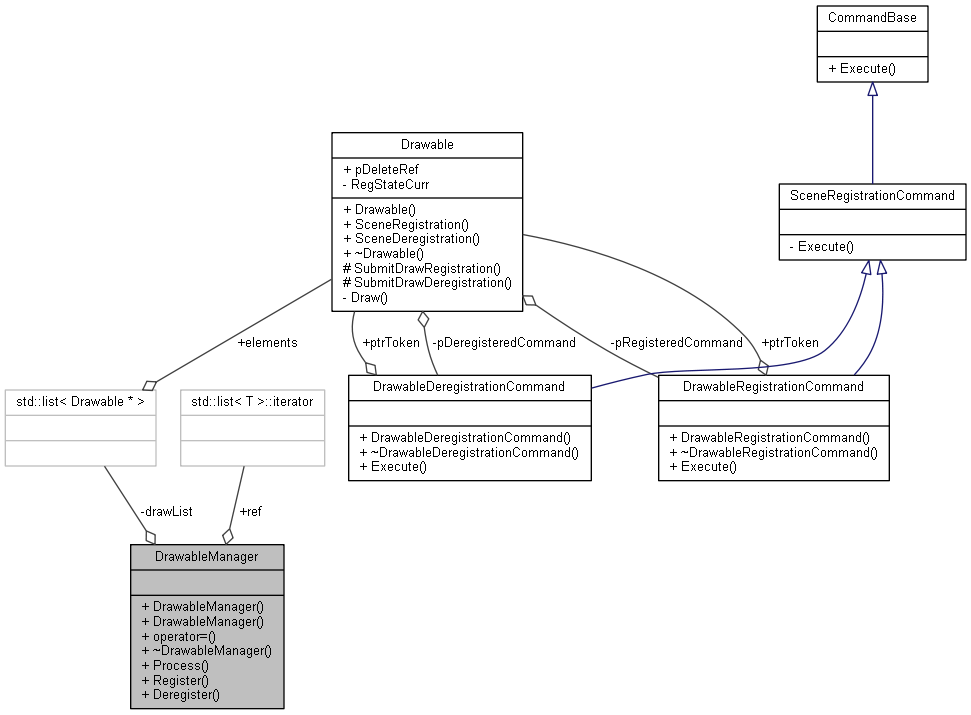 CommandBase
+ Execute()
Drawable
+ pDeleteRef
- RegStateCurr
+ Drawable()
+ SceneRegistration()
+ SceneDeregistration()
+ ~Drawable()
# SubmitDrawRegistration()
# SubmitDrawDeregistration()
- Draw()
SceneRegistrationCommand
- Execute()
+elements
+ptrToken
-pDeregisteredCommand
-pRegisteredCommand
+ptrToken
std::list< Drawable * >
std::list< T >::iterator
DrawableDeregistrationCommand
+ DrawableDeregistrationCommand()
+ ~DrawableDeregistrationCommand()
+ Execute()
DrawableRegistrationCommand
+ DrawableRegistrationCommand()
+ ~DrawableRegistrationCommand()
+ Execute()
-drawList
+ref
DrawableManager
+ DrawableManager()
+ DrawableManager()
+ operator=()
+ ~DrawableManager()
+ Process()
+ Register()
+ Deregister()